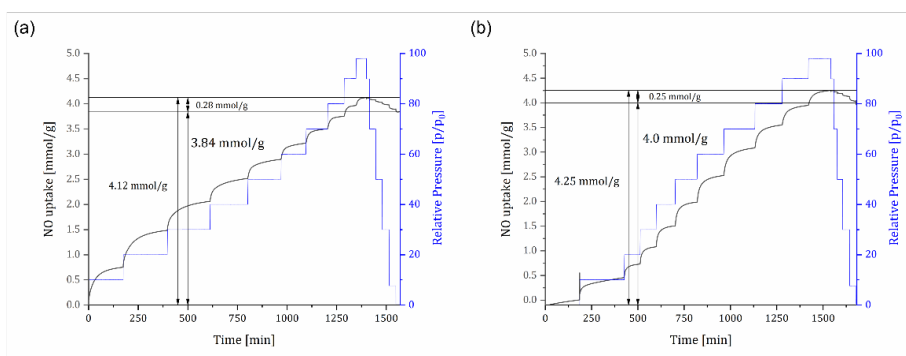 (a)
NO uptake [mmol/g]
5.0
4.5
4.0
3.5
3.0
2.5
2.0
1.5
1.0
0.5
0.0
0.28 mmol/g
3.84 mmol/g
4.12 mmol/g
100
80
60
40
20
0
Relative Pressure [p/p₀]
0 250 500 750 1000 1250 1500
Time [min]
(b)
NO uptake [mmol/g]
5.0
4.5
4.0
3.5
3.0
2.5
2.0
1.5
1.0
0.5
0.0
0.25 mmol/g
4.0 mmol/g
4.25 mmol/g
100
80
60
40
20
0
Relative Pressure [p/p₀]
0 250 500 750 1000 1250 1500
Time [min]